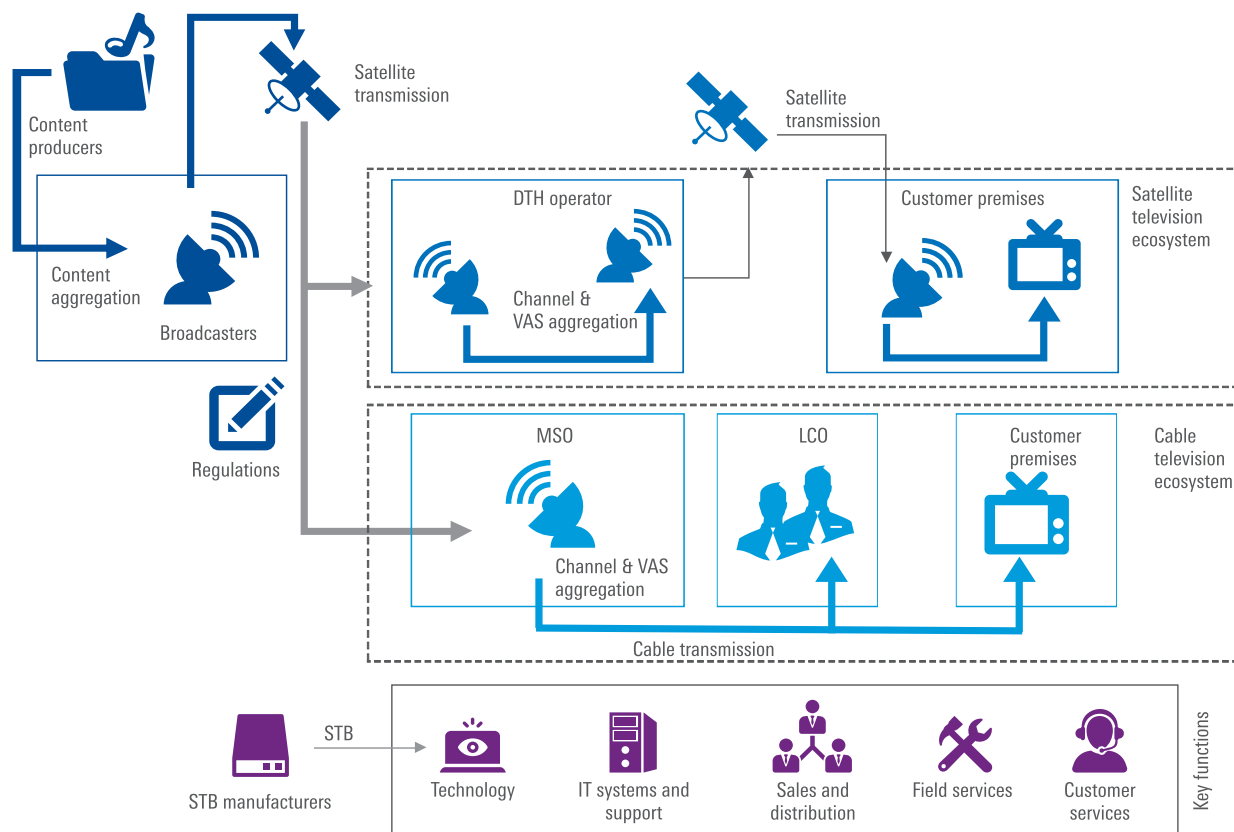 Content
producers
Satellite
transmission
Satellite
transmission
Content
aggregation
Broadcasters
DTH operator
Channel &
VAS aggregation
Customer premises
Satellite
television
ecosystem
Regulations
MSO
Channel & VAS
aggregation
LCO
Customer
premises
Cable
television
ecosystem
Cable transmission
STB manufacturers
STB
Technology
IT systems and
support
Sales and
distribution
Field services
Customer
services
Key functions